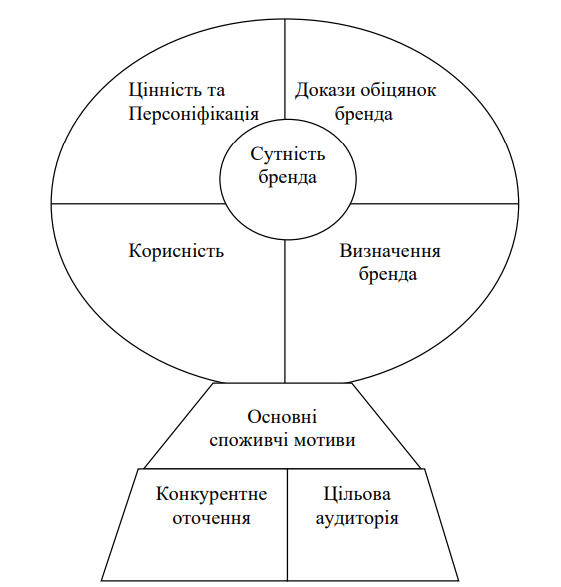 Цінність та
Персоніфікація
Докази обіцянок
бренда
Сутність
бренда
Корисність
Визначення
бренда
Основні
споживчі мотиви
Конкурентне
оточення
Цільова
аудиторія